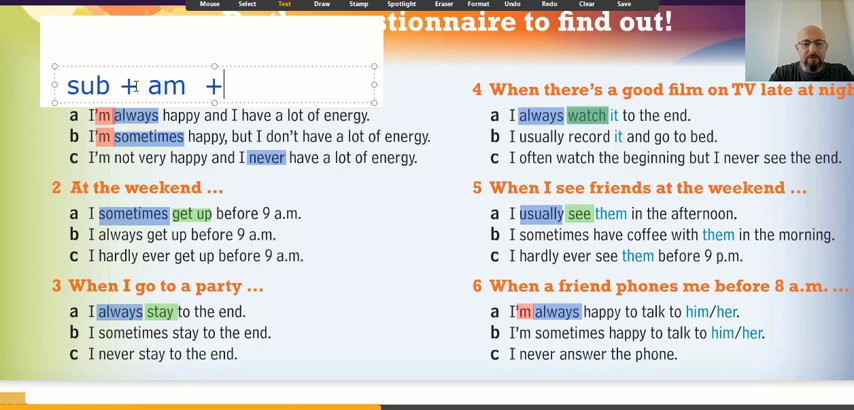 Mouse Select Text Draw Stamp Spotlight Eraser Format Undo Redo Clear Save
stionnaire to find out!
sub + am +
a I'm always happy and I have a lot of energy.
b I'm sometimes happy, but I don't have a lot of energy.
c I'm not very happy and I never have a lot of energy.
2 At the weekend ...
a I sometimes get up before 9 a.m.
b I always get up before 9 a.m.
c I hardly ever get up before 9 a.m.
3 When I go to a party ...
a I always stay to the end.
b I sometimes stay to the end.
c I never stay to the end.
4 When there's a good film on TV late at nigh
a I always watch it to the end.
b I usually record it and go to bed.
c I often watch the beginning but I never see the end.
5 When I see friends at the weekend ...
a I usually see them in the afternoon.
b I sometimes have coffee with them in the morning.
c I hardly ever see them before 9 p.m.
6 When a friend phones me before 8 a.m. ...
a I'm always happy to talk to him/her.
b I'm sometimes happy to talk to him/her.
c I never answer the phone.